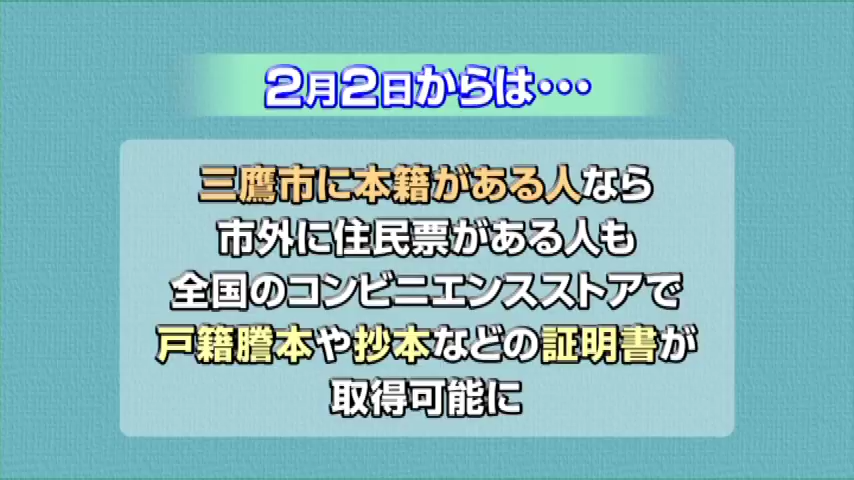 2月2日からは・・・
三鷹市に本籍がある人なら
市外に住民票がある人も
全国のコンビニエンスストアで
戸籍謄本や抄本などの証明書が
取得可能に